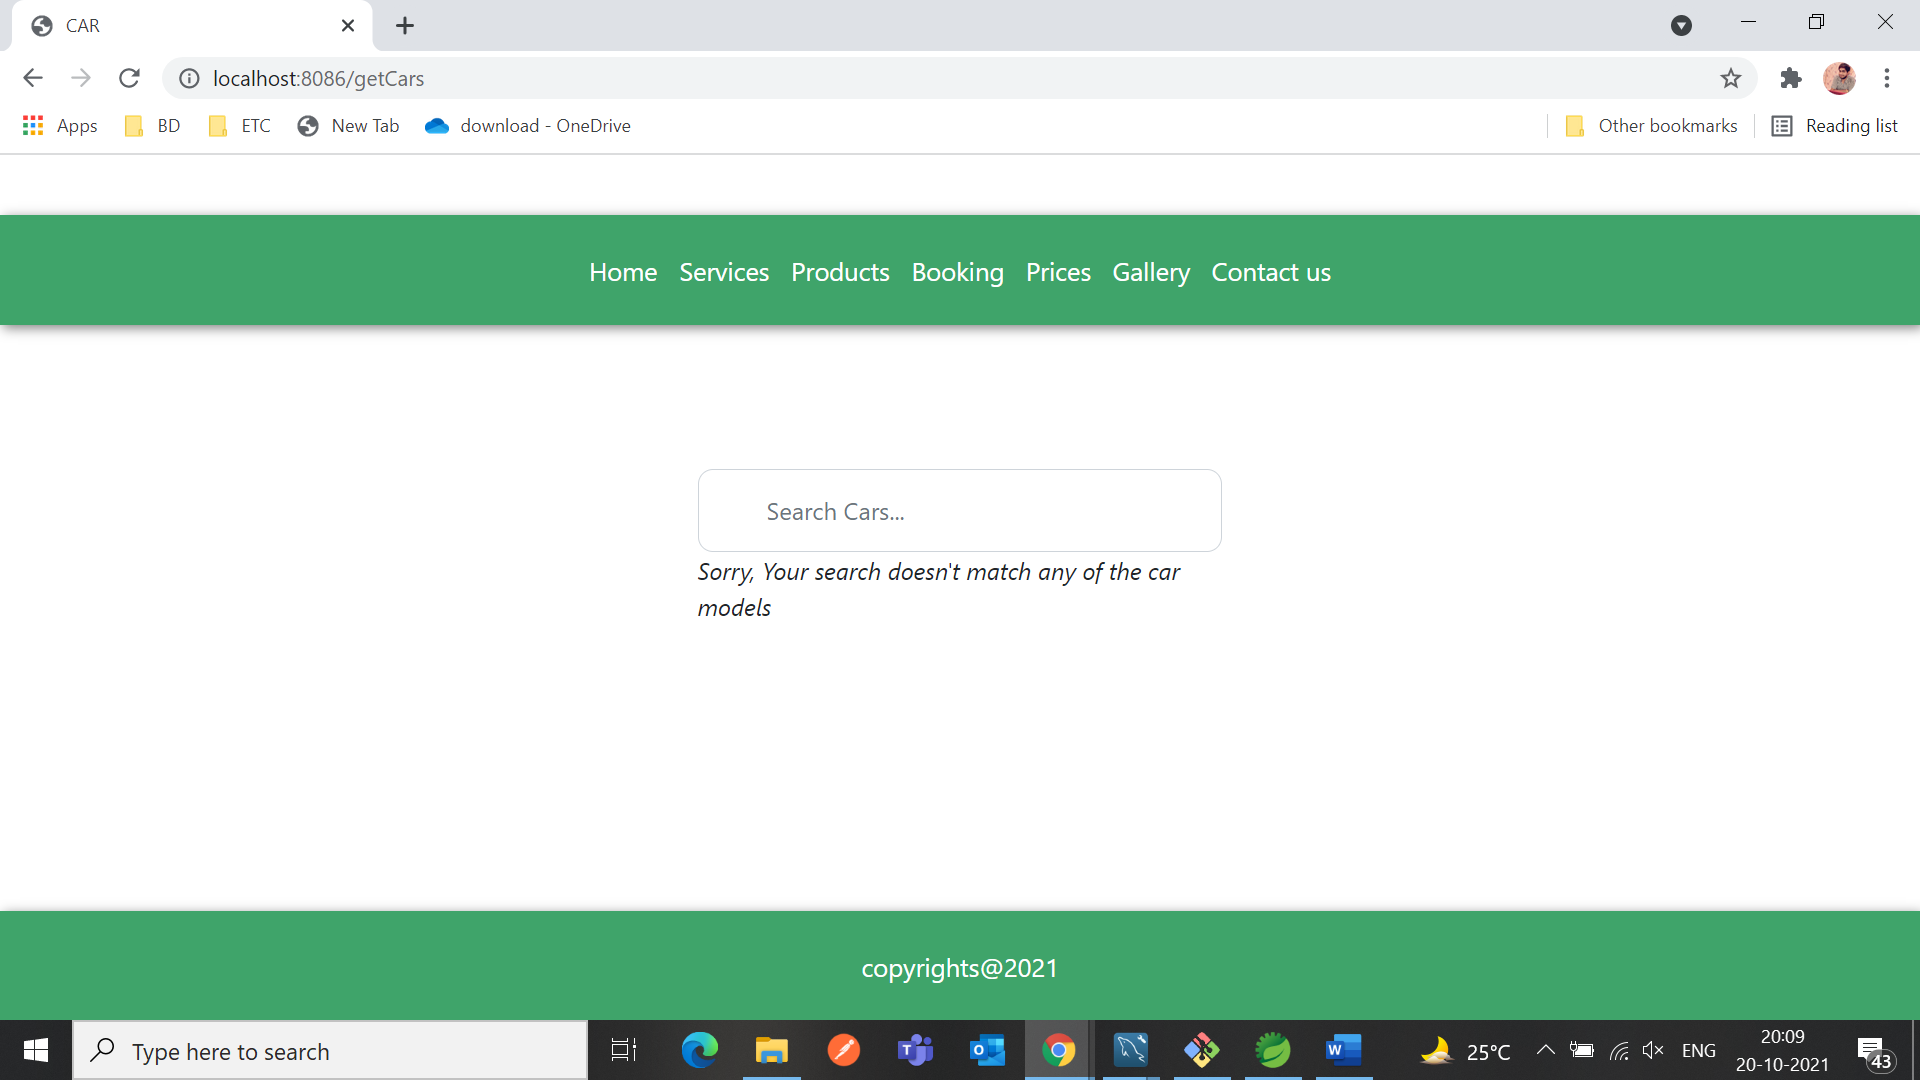 CAR
localhost:8086/getCars
Apps BD ETC New Tab download - OneDrive Other bookmarks Reading list
Home Services Products Booking Prices Gallery Contact us
Search Cars...
Sorry, Your search doesn't match any of the car
models
copyrights@2021
Type here to search
25°C
ENG
20:09
20-10-2021
43